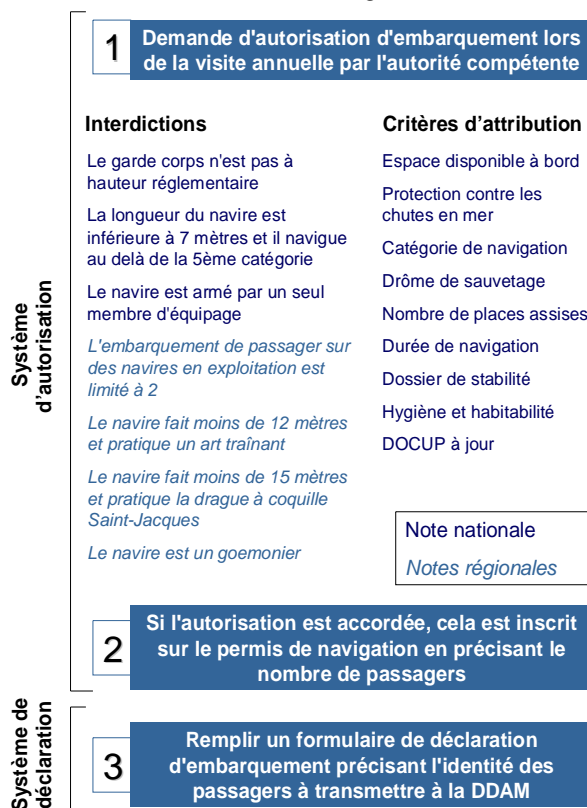 1
Demande d'autorisation d'embarquement lors
de la visite annuelle par l'autorité compétente
Système
d'autorisation
Interdictions
Le garde corps n'est pas à
hauteur réglementaire
La longueur du navire est
inférieure à 7 mètres et il navigue
au delà de la 5ème catégorie
Le navire est armé par un seul
membre d'équipage
L'embarquement de passager sur
des navires en exploitation est
limité à 2
Le navire fait moins de 12 mètres
et pratique un art traînant
Le navire fait moins de 15 mètres
et pratique la drague à coquille
Saint-Jacques
Le navire est un goemonier
Critères d’attribution
Espace disponible à bord
Protection contre les
chutes en mer
Catégorie de navigation
Drôme de sauvetage
Nombre de places assises
Durée de navigation
Dossier de stabilité
Hygiène et habitabilité
DOCUP à jour
Note nationale
Notes régionales
2
Si l'autorisation est accordée, cela est inscrit
sur le permis de navigation en précisant le
nombre de passagers
Système de
déclaration
3
Remplir un formulaire de déclaration
d'embarquement précisant l'identité des
passagers à transmettre à la DDAM